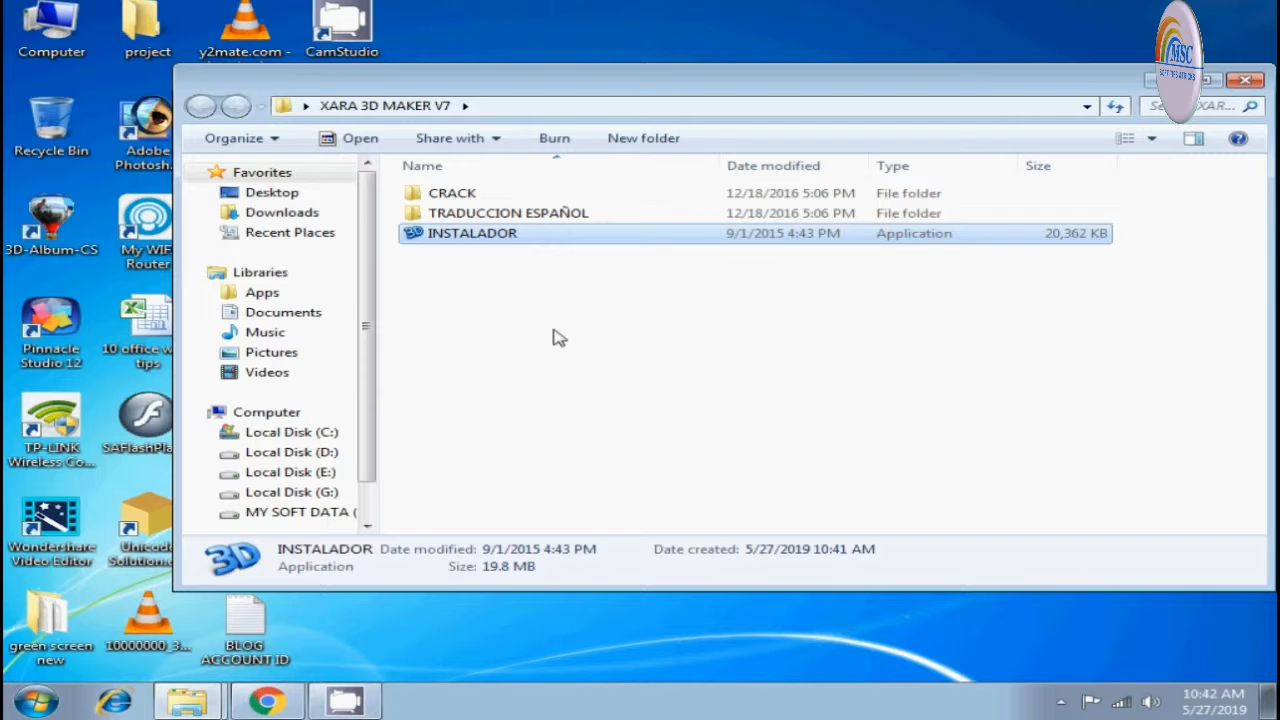 Computer
project
y2mate.com -
CamStudio
MSC
Recycle Bin
Adobe
Photosh...
3D-Album-CS
My WIFI
Router
Pinnacle
Studio 12
10 office w
tips
TP-LINK
Wireless Co...
SAFlashPla
Wondershare
Video Editor
Unicod
Solution
green screen
new
10000000_3...
BLOG
ACCOUNT ID
XARA 3D MAKER V7
Organize
Open
Share with
Burn
New folder
Favorites
Desktop
Downloads
Recent Places
Libraries
Apps
Documents
Music
Pictures
Videos
Computer
Local Disk (C:)
Local Disk (D:)
Local Disk (E:)
Local Disk (G:)
MY SOFT DATA (
Name Date modified Type Size
CRACK 12/18/2016 5:06 PM File folder
TRADUCCION ESPAÑOL 12/18/2016 5:06 PM File folder
INSTALADOR 9/1/2015 4:43 PM Application 20,362 KB
3D
INSTALADOR Date modified: 9/1/2015 4:43 PM Date created: 5/27/2019 10:41 AM
Application Size: 19.8 MB
10:42 AM
5/27/2019